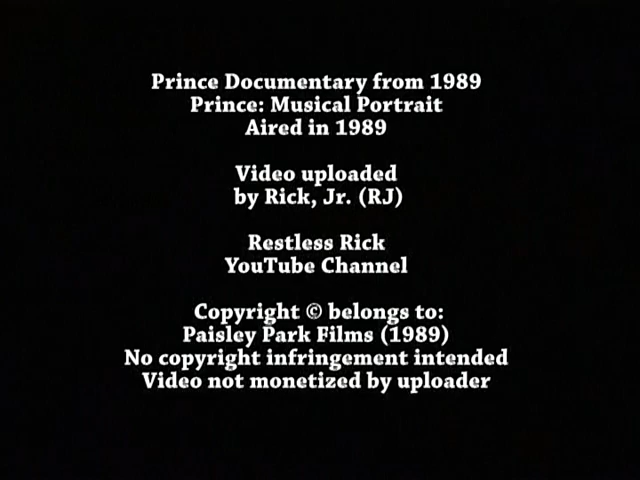 Prince Documentary from 1989
Prince: Musical Portrait
Aired in 1989
Video uploaded
by Rick, Jr. (RJ)
Restless Rick
YouTube Channel
Copyright © belongs to:
Paisley Park Films (1989)
No copyright infringement intended
Video not monetized by uploader